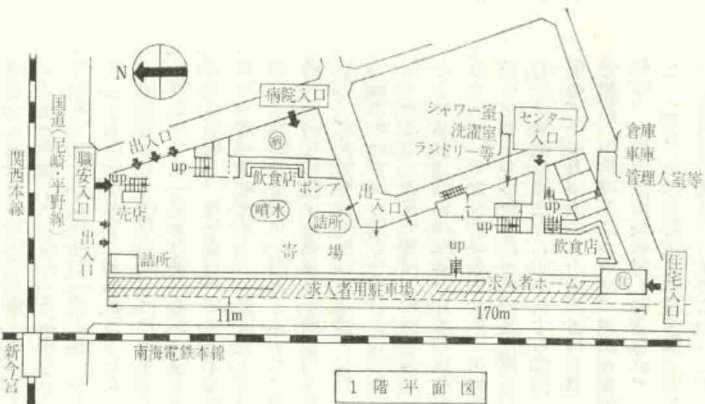 N
病院入口
シャワー室
洗濯室
ランドリー等
センター
入口
倉庫
車庫
管理人室等
国道(尼崎・平野線)
関西本線
職安入口
出入口
up
売店
出入口
詰所
病
飲食店
ポンプ
噴水
詰所
出入口
寄場
up
up
up
飲食店
住
住宅入口
求人者用駐車場
求人者ホーム
11m
170m
南海電鉄本線
新今宮
1階平面図